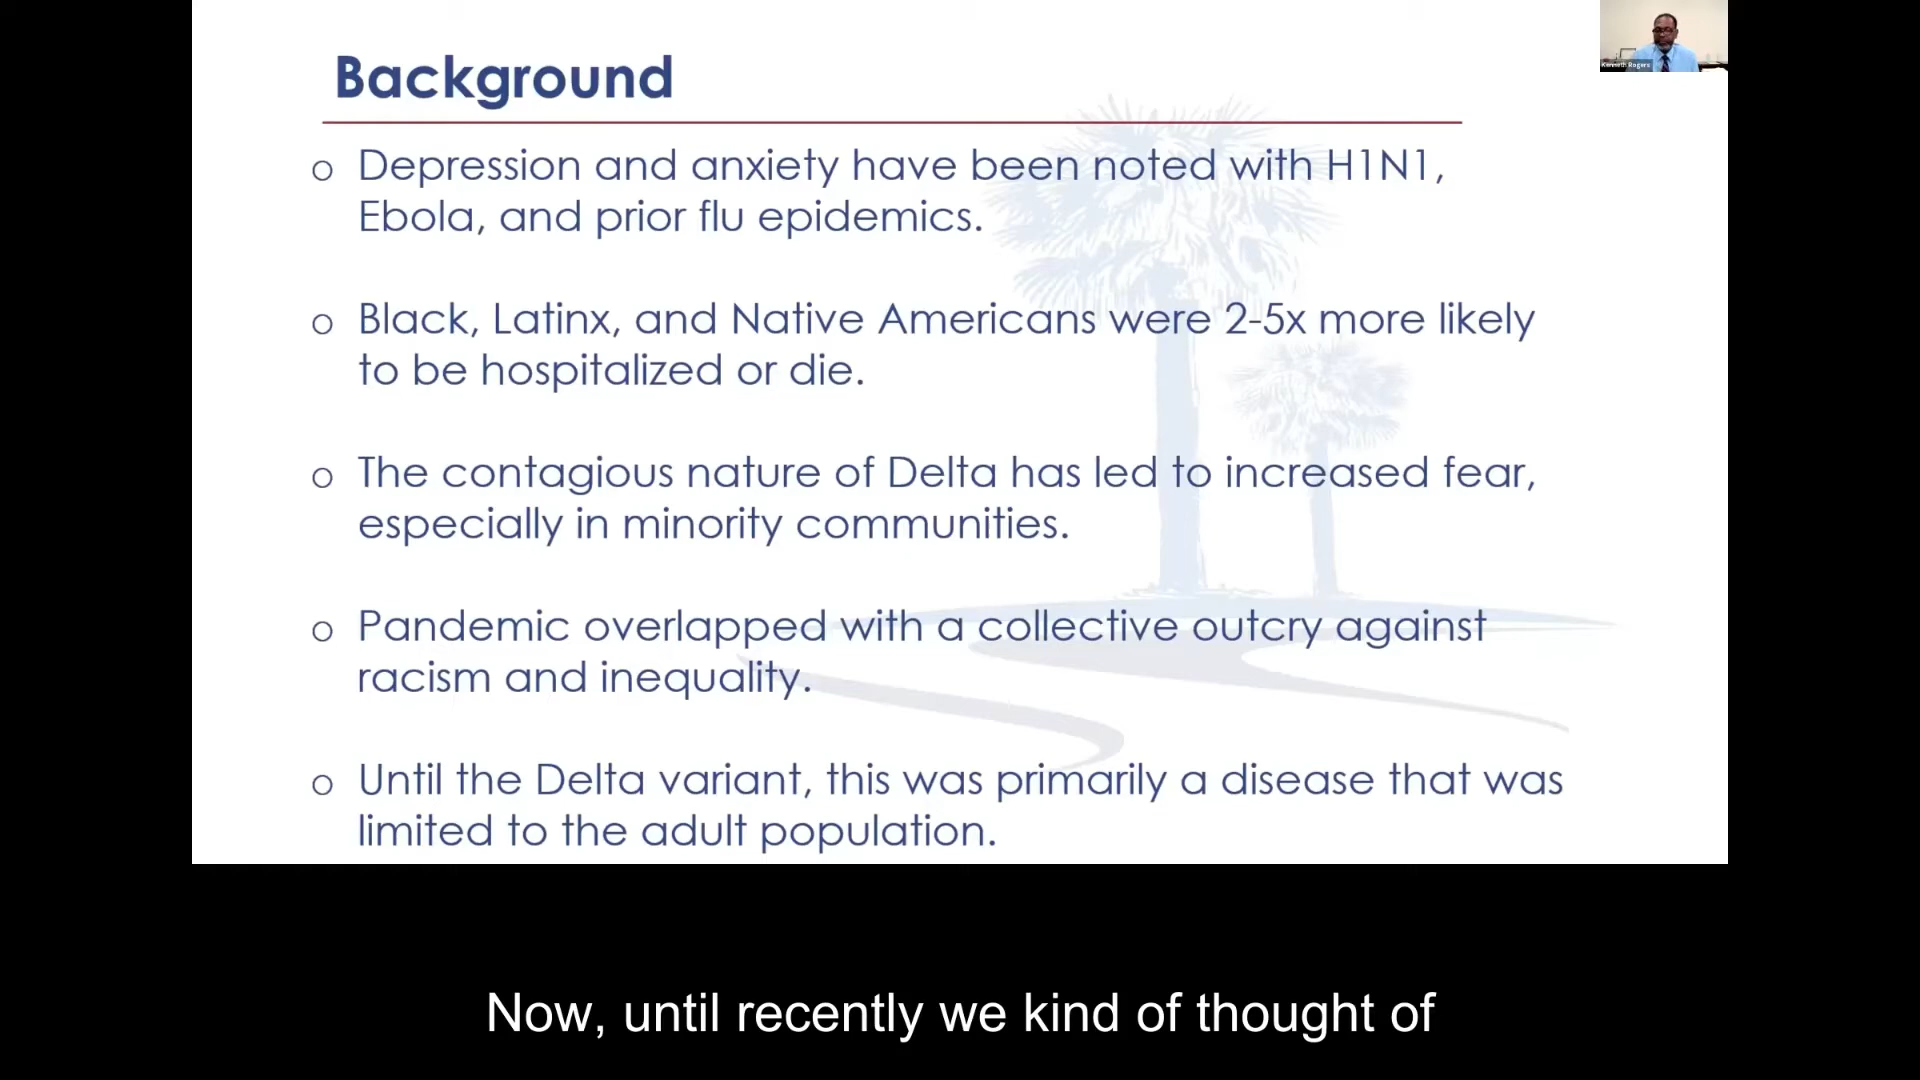 Background
Kenneth Rogers
o Depression and anxiety have been noted with H1N1,
Ebola, and prior flu epidemics.
o Black, Latinx, and Native Americans were 2-5x more likely
to be hospitalized or die.
o The contagious nature of Delta has led to increased fear,
especially in minority communities.
o Pandemic overlapped with a collective outcry against
racism and inequality.
o Until the Delta variant, this was primarily a disease that was
limited to the adult population.
Now, until recently we kind of thought of